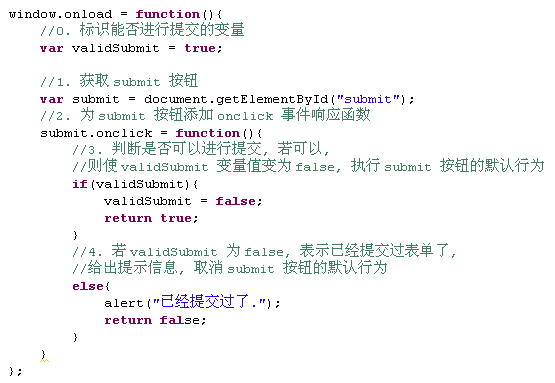 window.onload = function(){
//0. 标识能否进行提交的变量
var validSubmit = true;
//1. 获取 submit 按钮
var submit = document.getElementById("submit");
//2. 为 submit 按钮添加 onclick 事件响应函数
submit.onclick = function(){
//3. 判断是否可以进行提交, 若可以,
//则使 validSubmit 变量值变为 false, 执行 submit 按钮的默认行为
if(validSubmit){
validSubmit = false;
return true;
}
//4. 若 validSubmit 为 false, 表示已经提交过表单了,
//给出提示信息, 取消 submit 按钮的默认行为
else{
alert("已经提交过了.");
return false;
}
}
};